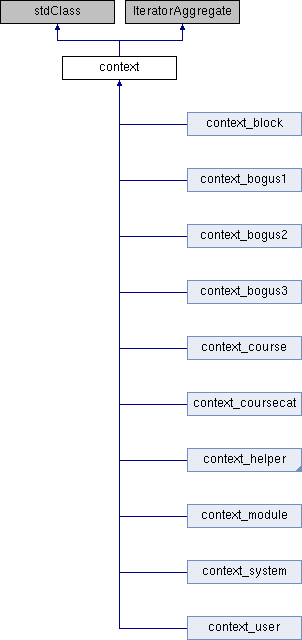 stdClass
IteratorAggregate
context
context_block
context_bogus1
context_bogus2
context_bogus3
context_course
context_coursecat
context_helper
context_module
context_system
context_user